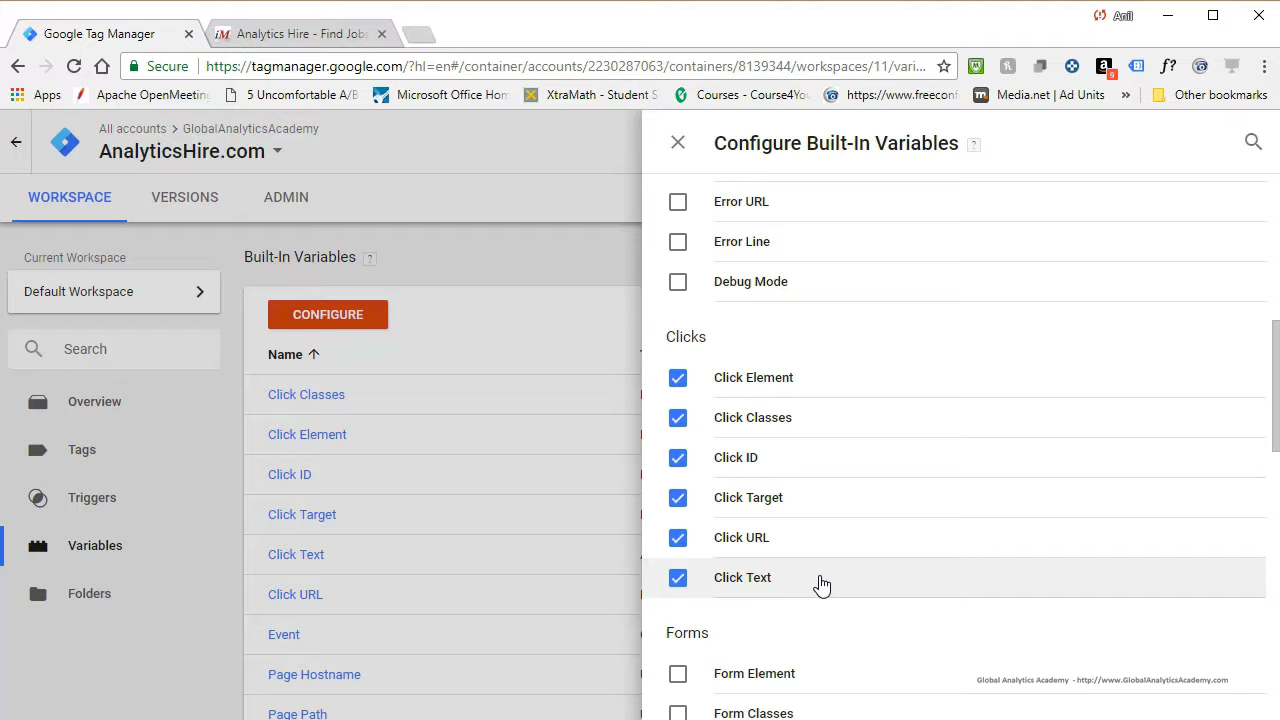 Anil
Google Tag Manager
iM Analytics Hire - Find Jobs
Secure
https://tagmanager.google.com/?hl=en#/container/accounts/2230287063/containers/8139344/workspaces/11/vari...
9
f?
Apps
Apache OpenMeetin
5 Uncomfortable A/B
Microsoft Office Hom
XtraMath - Student S
Courses - Course4You
https://www.freeconf
Media.net | Ad Units
»
Other bookmarks
All accounts > GlobalAnalyticsAcademy
AnalyticsHire.com
WORKSPACE
VERSIONS
ADMIN
Current Workspace
Default Workspace
Search
Overview
Tags
Triggers
Variables
Folders
Built-In Variables ?
CONFIGURE
Name
Click Classes
Click Element
Click ID
Click Target
Click Text
Click URL
Event
Page Hostname
Page Path
Configure Built-In Variables ?
Error URL
Error Line
Debug Mode
Clicks
Click Element
Click Classes
Click ID
Click Target
Click URL
Click Text
Forms
Form Element
Form Classes
Global Analytics Academy - http://www.GlobalAnalyticsAcademy.com